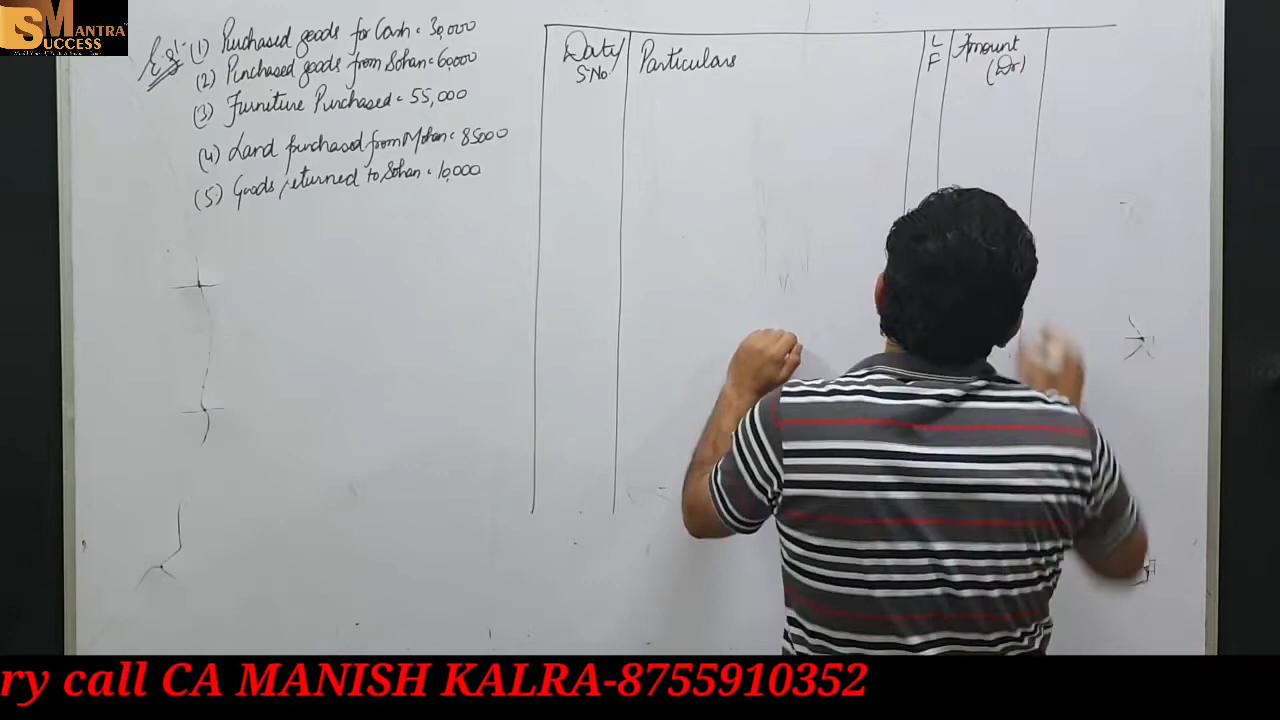 SMANTRA
SUCCESS
E.g:- (1) Purchased goods for Cash = 30,000
(2) Purchased goods from Sohan = 60,000
(3) Furniture Purchased = 55,000
(4) Land purchased from Mohan = 85000
(5) Goods returned to Sohan = 10,000
Date/
S.No.
Particulars
L
F
Amount
(Dr)
ry call CA MANISH KALRA-8755910352